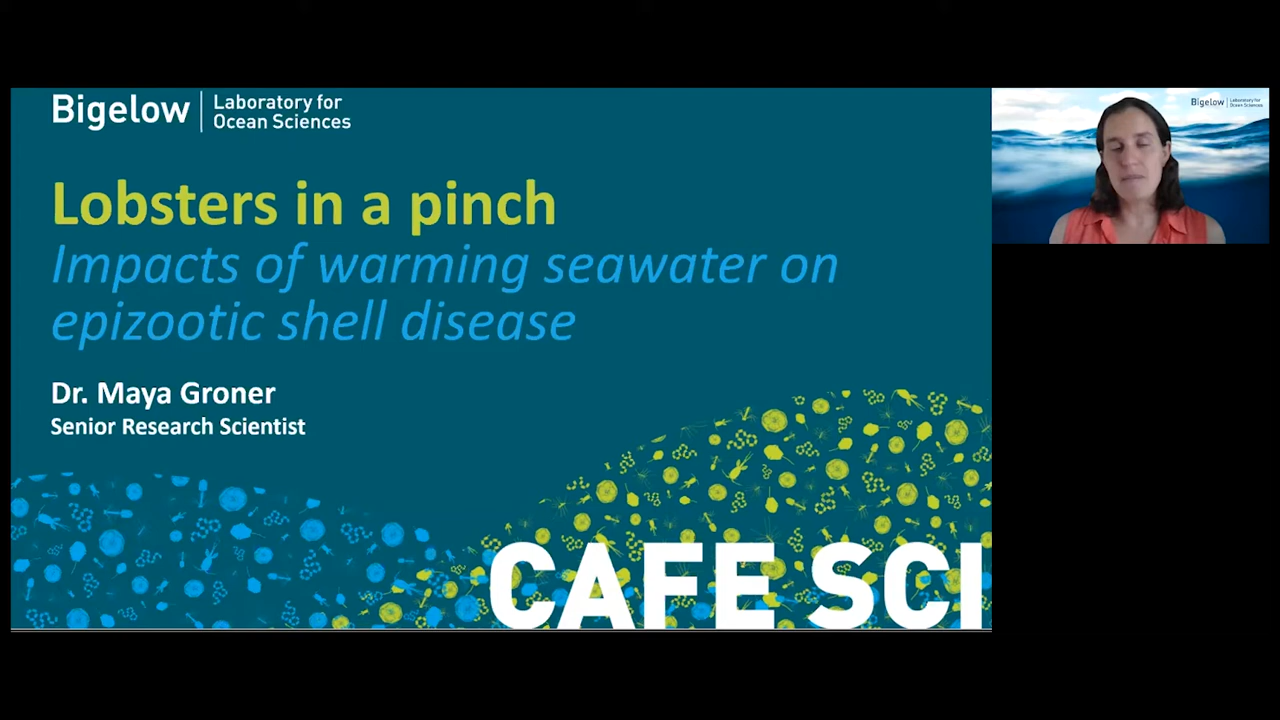 Bigelow | Laboratory for
Ocean Sciences
Lobsters in a pinch
Impacts of warming seawater on
epizootic shell disease
Dr. Maya Groner
Senior Research Scientist
CAFE SCI
Bigelow | Laboratory for
Ocean Sciences